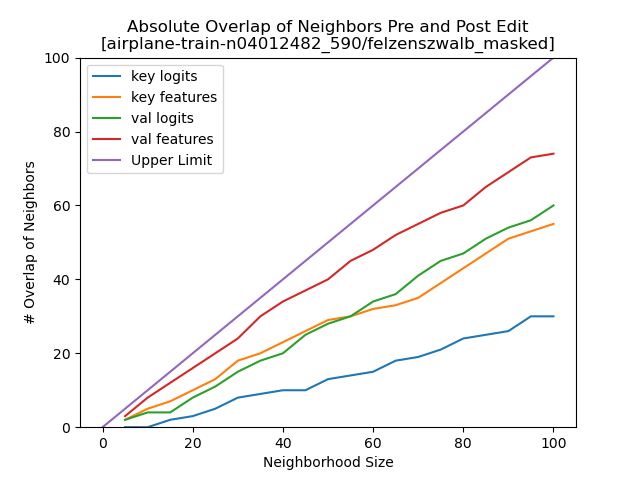 Absolute Overlap of Neighbors Pre and Post Edit
[airplane-train-n04012482_590/felzenszwalb_masked]
key logits
key features
val logits
val features
Upper Limit
100
80
60
40
20
0
# Overlap of Neighbors
0 20 40 60 80 100
Neighborhood Size